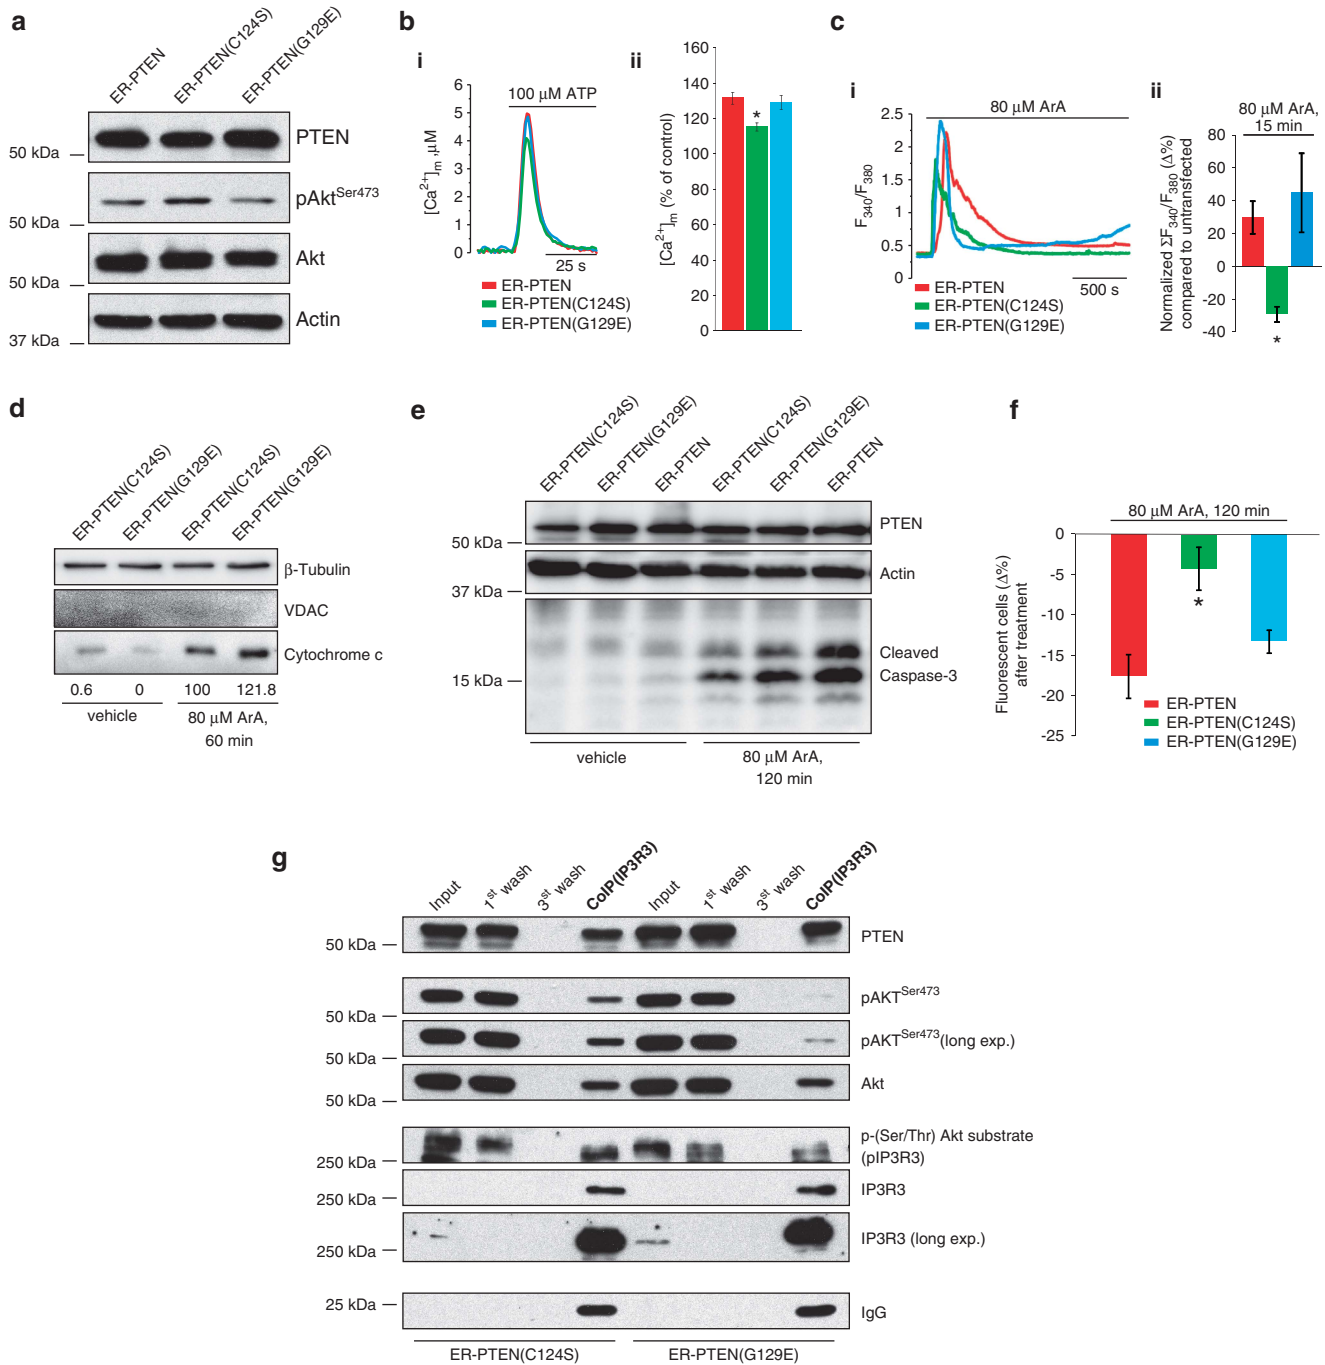 a
ER-PTEN
ER-PTEN(C124S)
ER-PTEN(G129E)
50 kDa
PTEN
50 kDa
pAkt^Ser473
50 kDa
Akt
37 kDa
Actin
b
i
100 µM ATP
[Ca2+]m ,µM
6
5
4
3
2
1
0
25 s
ER-PTEN
ER-PTEN(C124S)
ER-PTEN(G129E)
ii
[Ca2+]m (% of control)
160
140
120
100
80
60
40
20
0
*
c
i
80 µM ArA
F340/F380
2.5
2.0
1.5
1.0
0.5
0
500 s
ER-PTEN
ER-PTEN(C124S)
ER-PTEN(G129E)
ii
80 µM ArA,
15 min
Normalized ΣF340/F380 (Δ%)
compared to untransfected
80
60
40
20
0
-20
-40
*
d
ER-PTEN(C124S)
ER-PTEN(G129E)
ER-PTEN(C124S)
ER-PTEN(G129E)
β-Tubulin
VDAC
Cytochrome c
0.6 0 100 121.8
vehicle
80 µM ArA,
60 min
e
ER-PTEN(C124S)
ER-PTEN(G129E)
ER-PTEN
ER-PTEN(C124S)
ER-PTEN(G129E)
ER-PTEN
50 kDa
PTEN
37 kDa
Actin
15 kDa
Cleaved
Caspase-3
vehicle
80 µM ArA,
120 min
f
80 µM ArA, 120 min
Fluorescent cells (Δ%)
after treatment
0
-5
-10
-15
-20
-25
*
ER-PTEN
ER-PTEN(C124S)
ER-PTEN(G129E)
g
Input
1st wash
3st wash
CoIP(IP3R3)
Input
1st wash
3st wash
CoIP(IP3R3)
50 kDa
PTEN
50 kDa
pAKT^Ser473
50 kDa
pAKT^Ser473(long exp.)
50 kDa
Akt
250 kDa
p-(Ser/Thr) Akt substrate
(pIP3R3)
250 kDa
IP3R3
250 kDa
IP3R3 (long exp.)
25 kDa
IgG
ER-PTEN(C124S)
ER-PTEN(G129E)